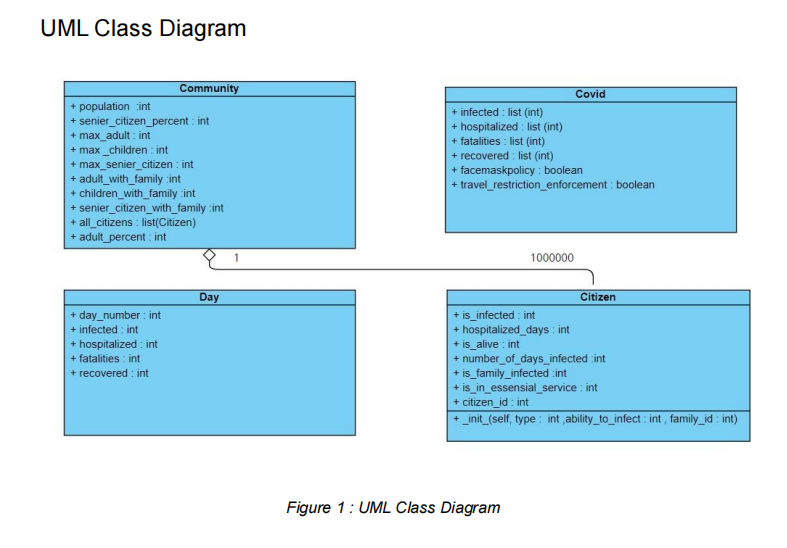 UML Class Diagram
Community
+ population :int
+ senier_citizen_percent : int
+ max_adult : int
+ max _children : int
+ max_senier_citizen : int
+ adult_with_family :int
+ children_with_family :int
+ senier_citizen_with_family :int
+ all_citizens : list(Citizen)
+ adult_percent : int
Covid
+ infected : list (int)
+ hospitalized : list (int)
+ fatalities : list (int)
+ recovered : list (int)
+ facemaskpolicy : boolean
+ travel_restriction_enforcement : boolean
1
1000000
Day
+ day_number : int
+ infected : int
+ hospitalized : int
+ fatalities : int
+ recovered : int
Citizen
+ is_infected : int
+ hospitalized_days : int
+ is_alive : int
+ number_of_days_infected :int
+ is_family_infected :int
+ is_in_essensial_service : int
+ citizen_id : int
+ _init_(self, type : int ,ability_to_infect : int , family_id : int)
Figure 1 : UML Class Diagram